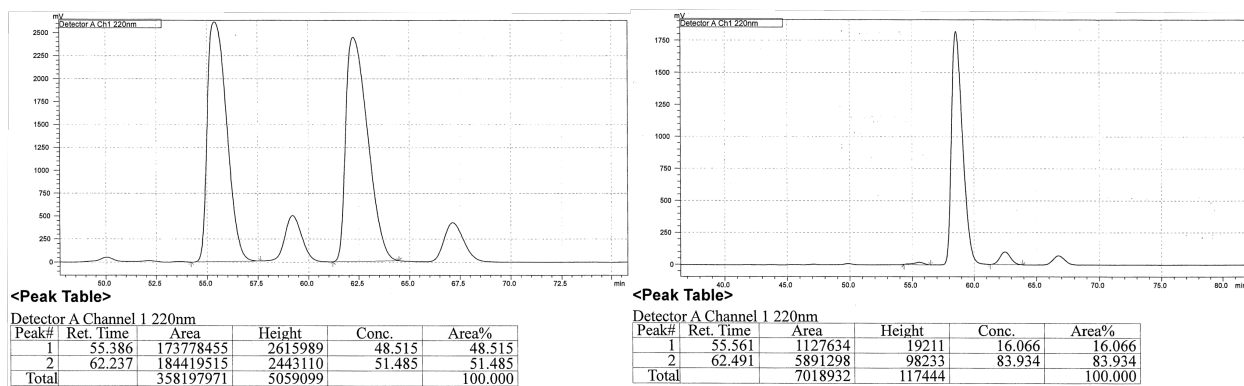 mV
Detector A Ch1 220nm
2500
2250
2000
1750
1500
1250
1000
750
500
250
0
50.0 52.5 55.0 57.5 60.0 62.5 65.0 67.5 70.0 72.5 min
<Peak Table>
Detector A Channel 1 220nm
Peak# Ret. Time Area Height Conc. Area%
1 55.386 173778455 2615989 48.515 48.515
2 62.237 184419515 2443110 51.485 51.485
Total 358197971 5059099 100.000
mV
Detector A Ch1 220nm
1750
1500
1250
1000
750
500
250
0
40.0 45.0 50.0 55.0 60.0 65.0 70.0 75.0 80.0 min
<Peak Table>
Detector A Channel 1 220nm
Peak# Ret. Time Area Height Conc. Area%
1 55.561 1127634 19211 16.066 16.066
2 62.491 5891298 98233 83.934 83.934
Total 7018932 117444 100.000